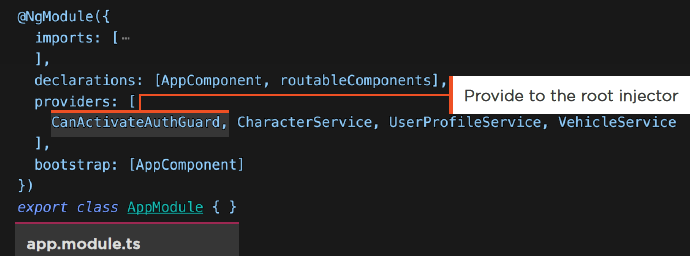 @NgModule({
imports: [⋯
],
declarations: [AppComponent, routableComponents],
providers: [
Provide to the root injector
CanActivateAuthGuard, CharacterService, UserProfileService, VehicleService
],
bootstrap: [AppComponent]
})
export class AppModule { }
app.module.ts